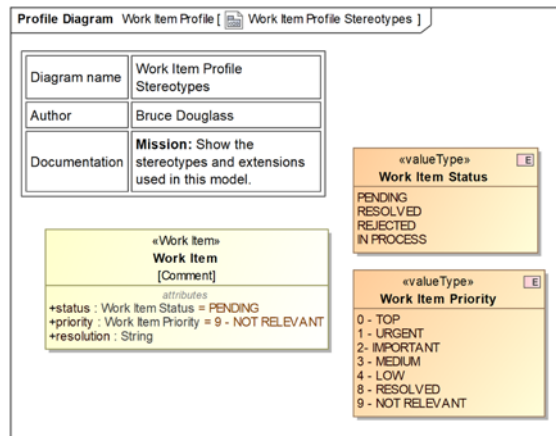 Profile Diagram Work Item Profile [ Work Item Profile Stereotypes ]
Diagram name
Work Item Profile
Stereotypes
Author
Bruce Douglass
Documentation
Mission: Show the
stereotypes and extensions
used in this model.
«valueType»
E
Work Item Status
PENDING
RESOLVED
REJECTED
IN PROCESS
«Work Item»
Work Item
[Comment]
attributes
+status : Work Item Status = PENDING
+priority : Work Item Priority = 9 - NOT RELEVANT
+resolution : String
«valueType»
E
Work Item Priority
0 - TOP
1 - URGENT
2- IMPORTANT
3 - MEDIUM
4 - LOW
8 - RESOLVED
9 - NOT RELEVANT